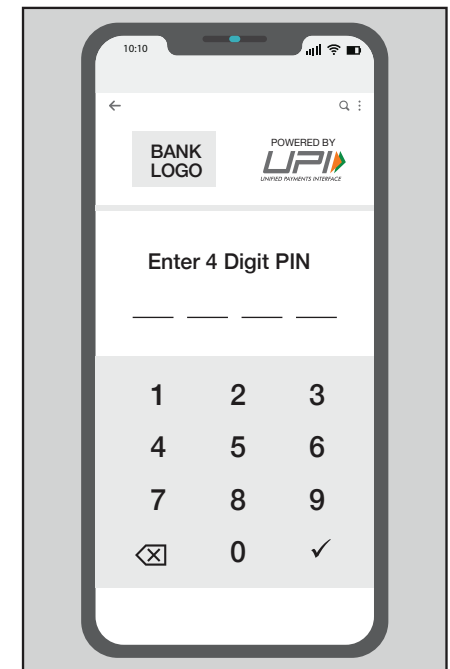 10:10
BANK
LOGO
POWERED BY
UPI
UNIFIED PAYMENTS INTERFACE
Enter 4 Digit PIN
1 2 3
4 5 6
7 8 9
0